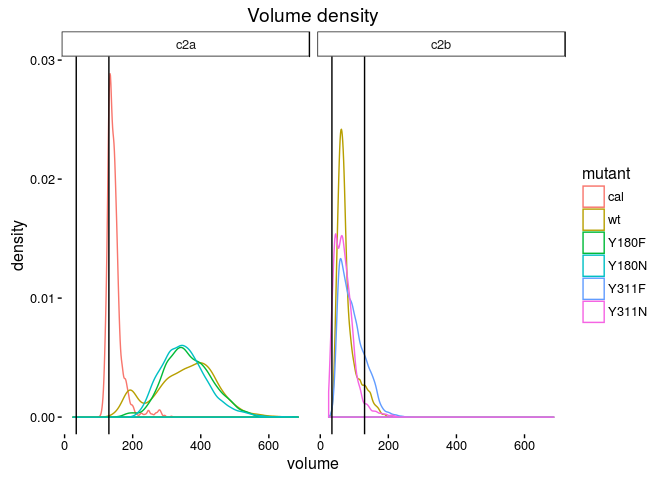 Volume density
c2a
c2b
0.03
0.02
0.01
0.00
density
0 200 400 600
0 200 400 600
volume
mutant
cal
wt
Y180F
Y180N
Y311F
Y311N